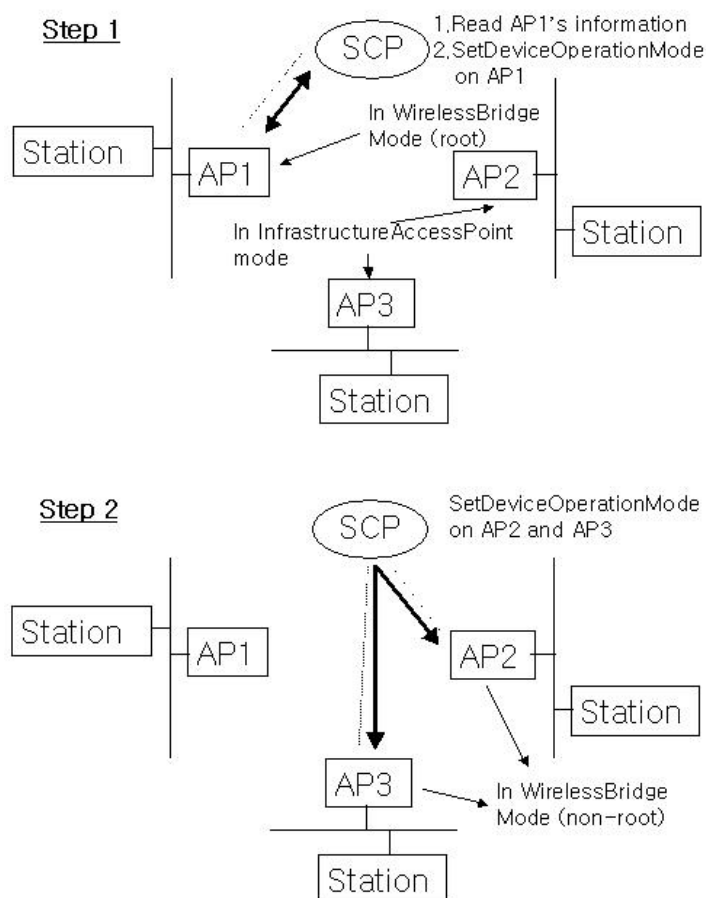 Step 1
SCP
1,Read AP1's information
2,SetDeviceOperationMode
on AP1
In WirelessBridge
Mode (root)
Station
AP1
AP2
Station
In InfrastructureAccessPoint
mode
AP3
Station
Step 2
SCP
SetDeviceOperationMode
on AP2 and AP3
Station
AP1
AP2
Station
AP3
In WirelessBridge
Mode (non-root)
Station